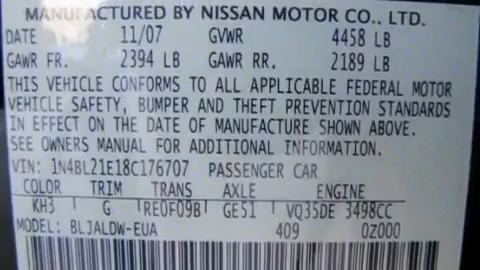 MANUFACTURED BY NISSAN MOTOR CO., LTD.
DATE 11/07 GVWR 4458 LB
GAWR FR. 2394 LB GAWR RR. 2189 LB
THIS VEHICLE CONFORMS TO ALL APPLICABLE FEDERAL MOTOR
VEHICLE SAFETY, BUMPER AND THEFT PREVENTION STANDARDS
IN EFFECT ON THE DATE OF MANUFACTURE SHOWN ABOVE.
SEE OWNERS MANUAL FOR ADDITIONAL INFORMATION.
VIN: 1N4BL21E18C176707 PASSENGER CAR
COLOR TRIM TRANS AXLE ENGINE
KH3 G RE0F09B GE51 VQ35DE 3498CC
MODEL: BLJALDW-EUA 409 0Z000